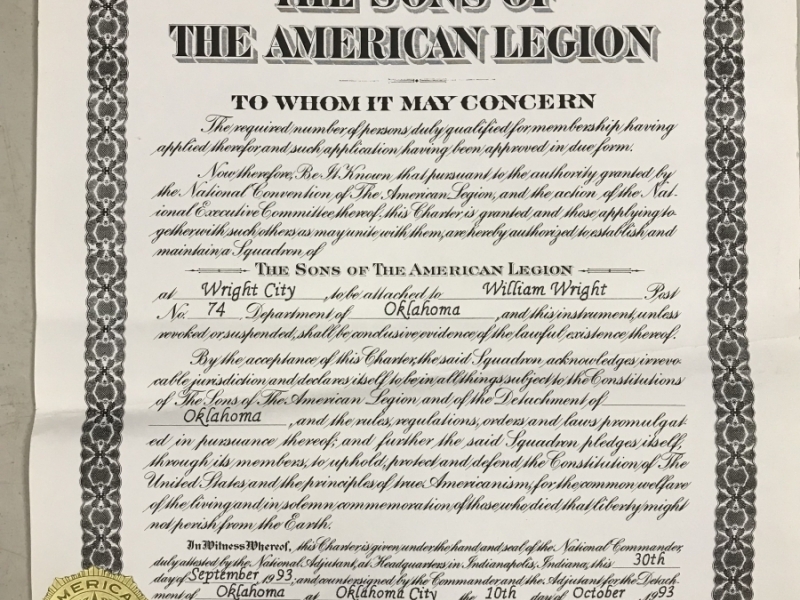 THE SONS OF
THE AMERICAN LEGION
TO WHOM IT MAY CONCERN
The required number of persons duly qualified for membership having
applied therefor and such application having been approved in due form.
Now therefore, Be It Known that pursuant to the authority granted by
the National Convention of The American Legion, and the action of the Nat-
ional Executive Committee thereof, this Charter is granted and those applying to-
gether with such others as may unite with them, are hereby authorized to establish and
maintain a Squadron of
THE SONS OF THE AMERICAN LEGION
at Wright City, to be attached to William Wright Post
No. 74 Department of Oklahoma, and this instrument, unless
revoked or suspended, shall be conclusive evidence of the lawful existence thereof.
By the acceptance of this Charter, the said Squadron acknowledges irrevo-
cable jurisdiction and declares itself to be in all things subject to the Constitutions
of The Sons of The American Legion and of the Detachment of
Oklahoma, and the rules, regulations, orders and laws promulgat-
ed in pursuance thereof; and further the said Squadron pledges itself,
through its members, to uphold, protect and defend the Constitution of The
United States and the principles of true Americanism, for the common welfare
of the living and in solemn commemoration of those who died that liberty might
not perish from the Earth.
In Witness Whereof, this Charter is given under the hand and seal of the National Commander,
duly attested by the National Adjutant, at Headquarters in Indianapolis, Indiana, this 30th
day of September 1993, and countersigned by the Commander and the Adjutant for the Detach-
ment of Oklahoma at Oklahoma City the 10th day of October 1993
AMERICA